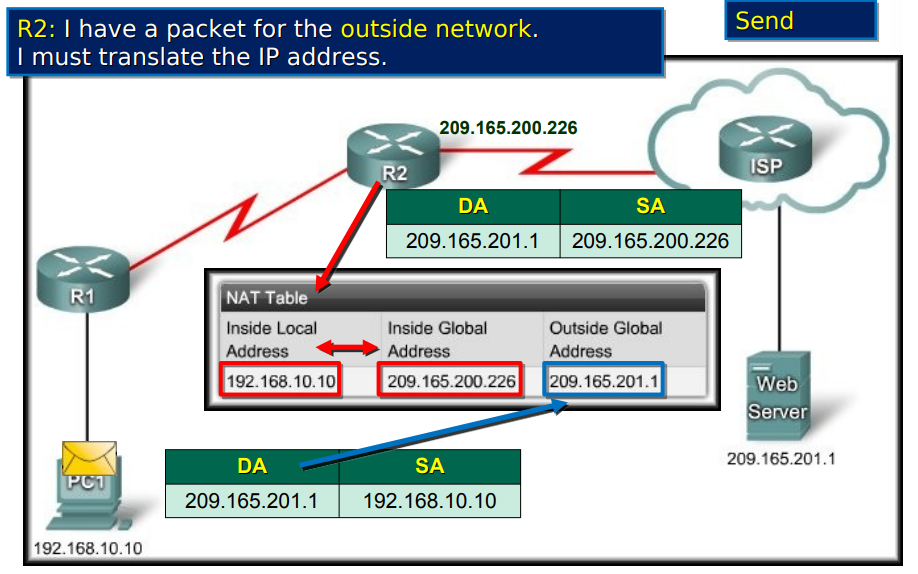 R2: I have a packet for the outside network.
I must translate the IP address.
Send
209.165.200.226
R2
ISP
DA SA
209.165.201.1 209.165.200.226
R1
NAT Table
Inside Local Address Inside Global Address Outside Global Address
192.168.10.10 209.165.200.226 209.165.201.1
Web
Server
209.165.201.1
DA SA
209.165.201.1 192.168.10.10
PC1
192.168.10.10